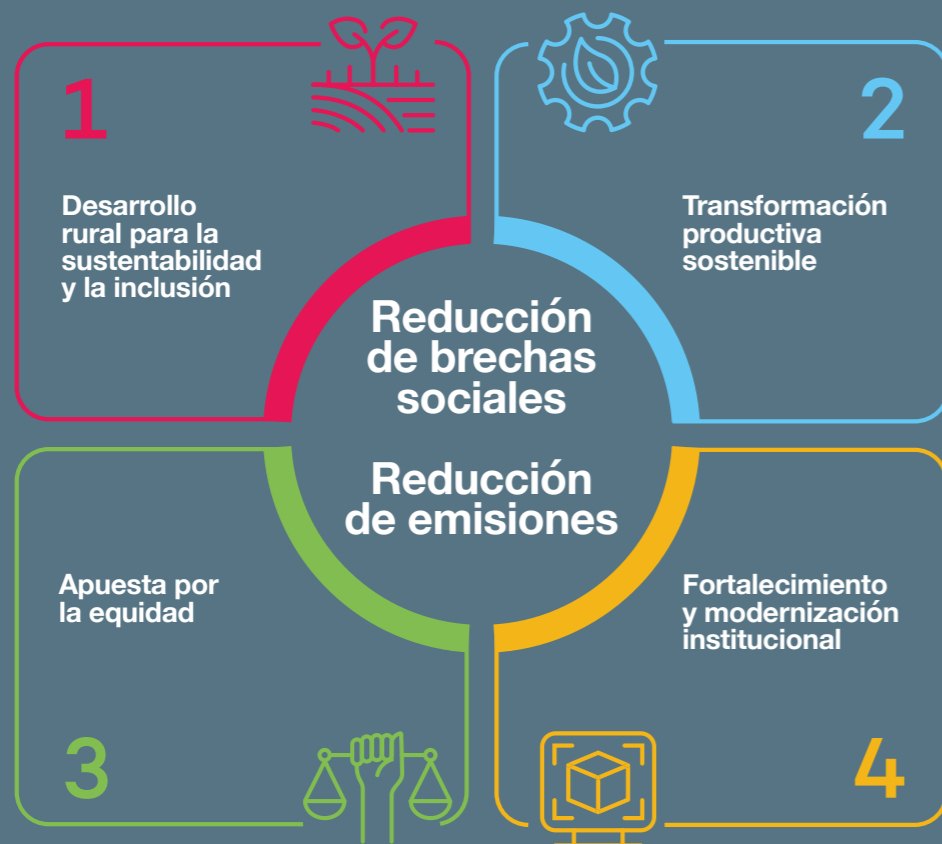 1
Desarrollo
rural para la
sustentabilidad
y la inclusión
2
Transformación
productiva
sostenible
Reducción
de brechas
sociales
Reducción
de emisiones
Apuesta por
la equidad
3
Fortalecimiento
y modernización
institucional
4